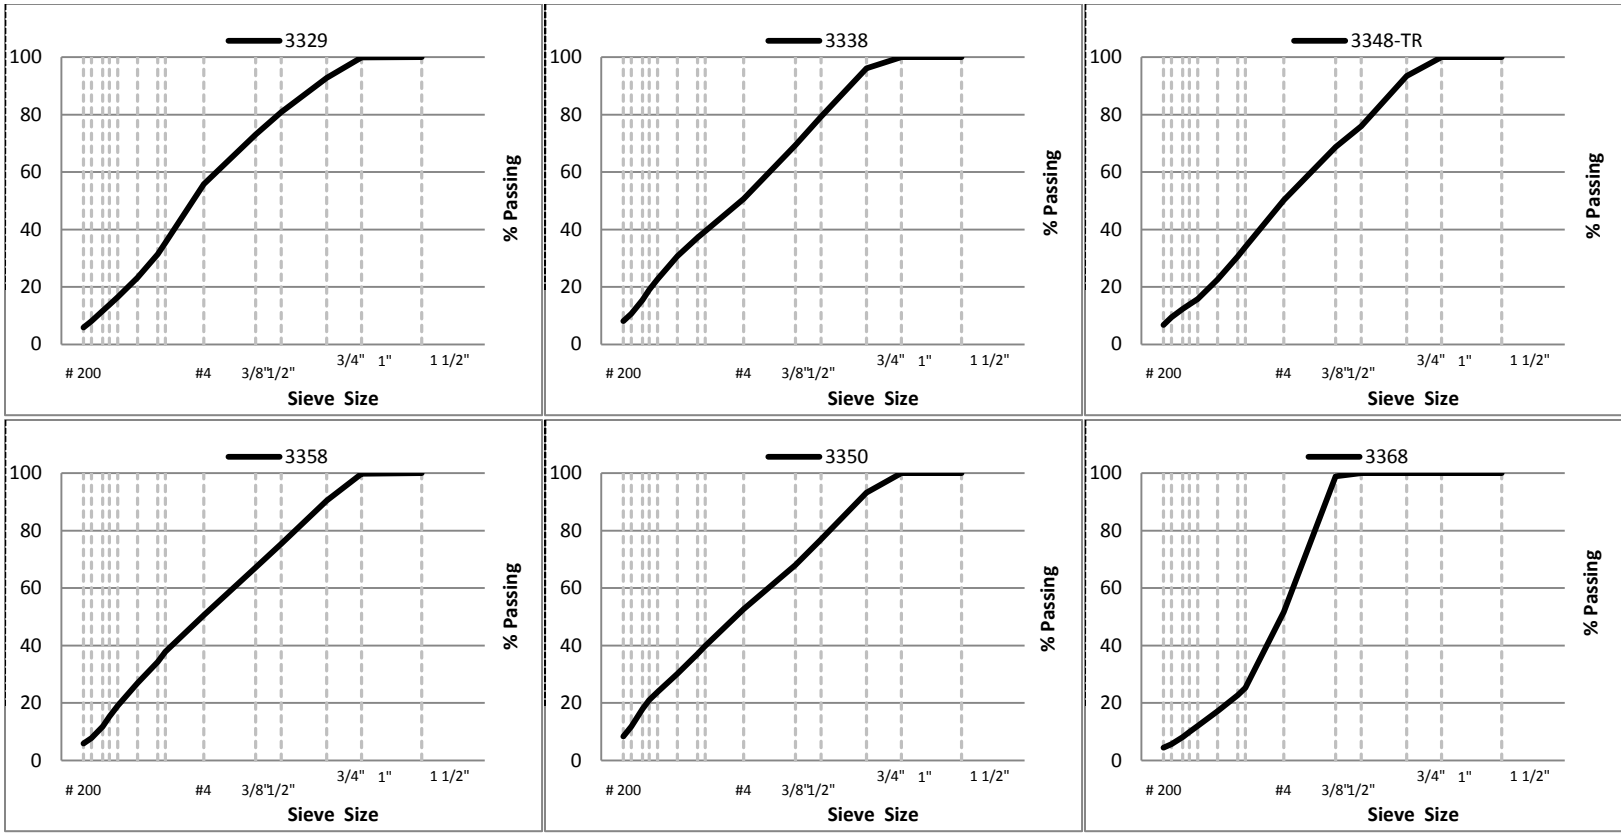 3329
100
80
60
40
20
0
% Passing
3/4" 1" 1 1/2"
# 200 #4 3/8" 1/2"
Sieve Size
3338
100
80
60
40
20
0
% Passing
3/4" 1" 1 1/2"
# 200 #4 3/8" 1/2"
Sieve Size
3348-TR
100
80
60
40
20
0
% Passing
3/4" 1" 1 1/2"
# 200 #4 3/8" 1/2"
Sieve Size
3358
100
80
60
40
20
0
% Passing
3/4" 1" 1 1/2"
# 200 #4 3/8" 1/2"
Sieve Size
3350
100
80
60
40
20
0
% Passing
3/4" 1" 1 1/2"
# 200 #4 3/8" 1/2"
Sieve Size
3368
100
80
60
40
20
0
% Passing
3/4" 1" 1 1/2"
# 200 #4 3/8" 1/2"
Sieve Size